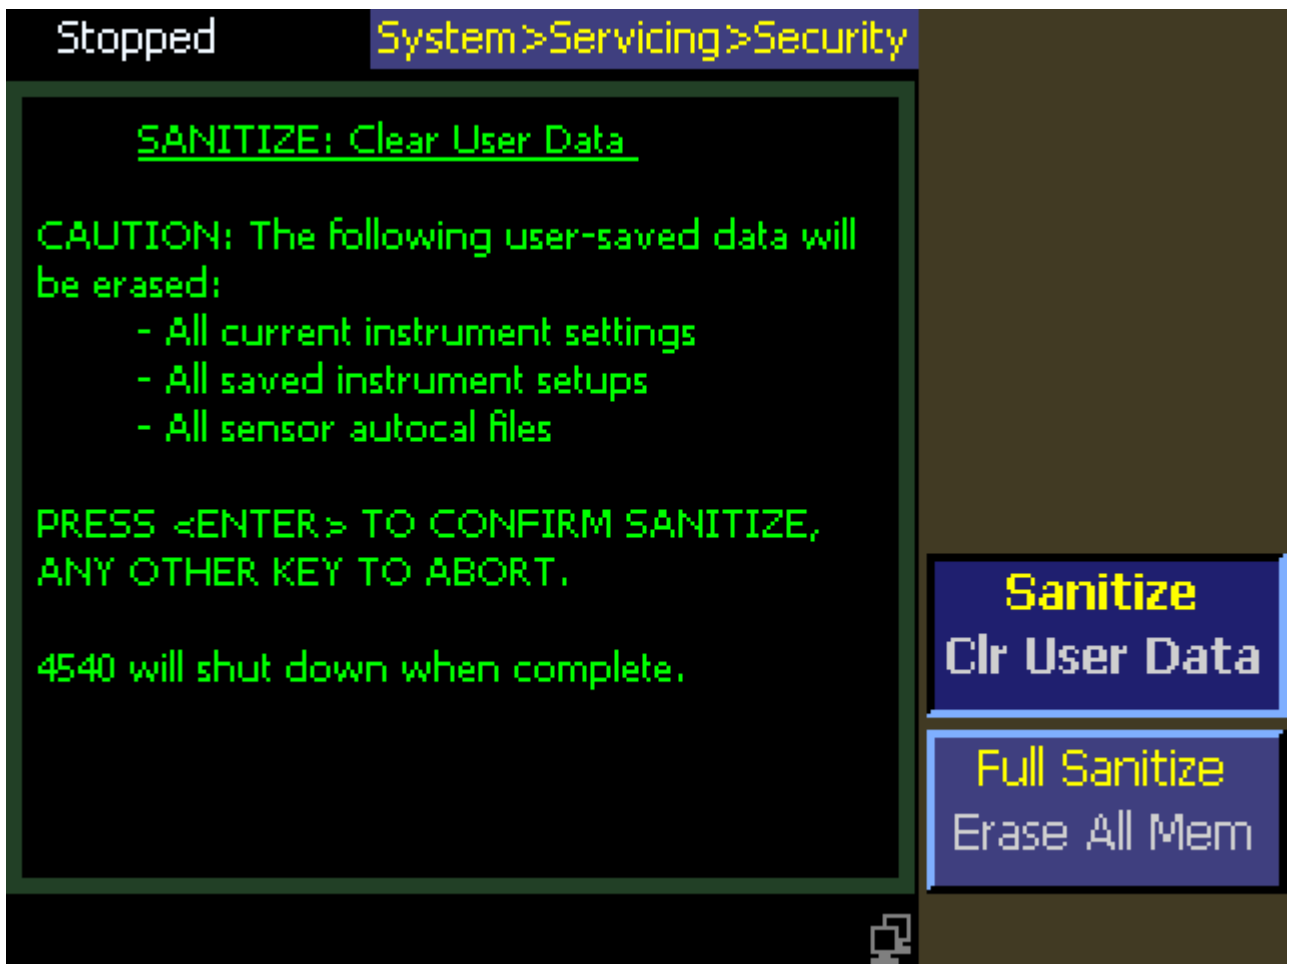 Stopped
System>Servicing>Security
SANITIZE: Clear User Data
CAUTION: The following user-saved data will
be erased:
- All current instrument settings
- All saved instrument setups
- All sensor autocal files
PRESS <ENTER> TO CONFIRM SANITIZE,
ANY OTHER KEY TO ABORT.
4540 will shut down when complete.
Sanitize
Clr User Data
Full Sanitize
Erase All Mem